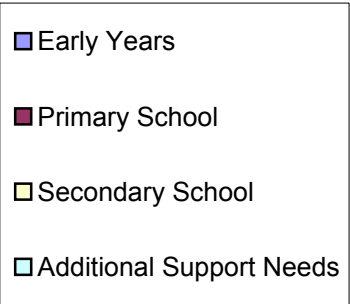 Early Years
Primary School
Secondary School
Additional Support Needs